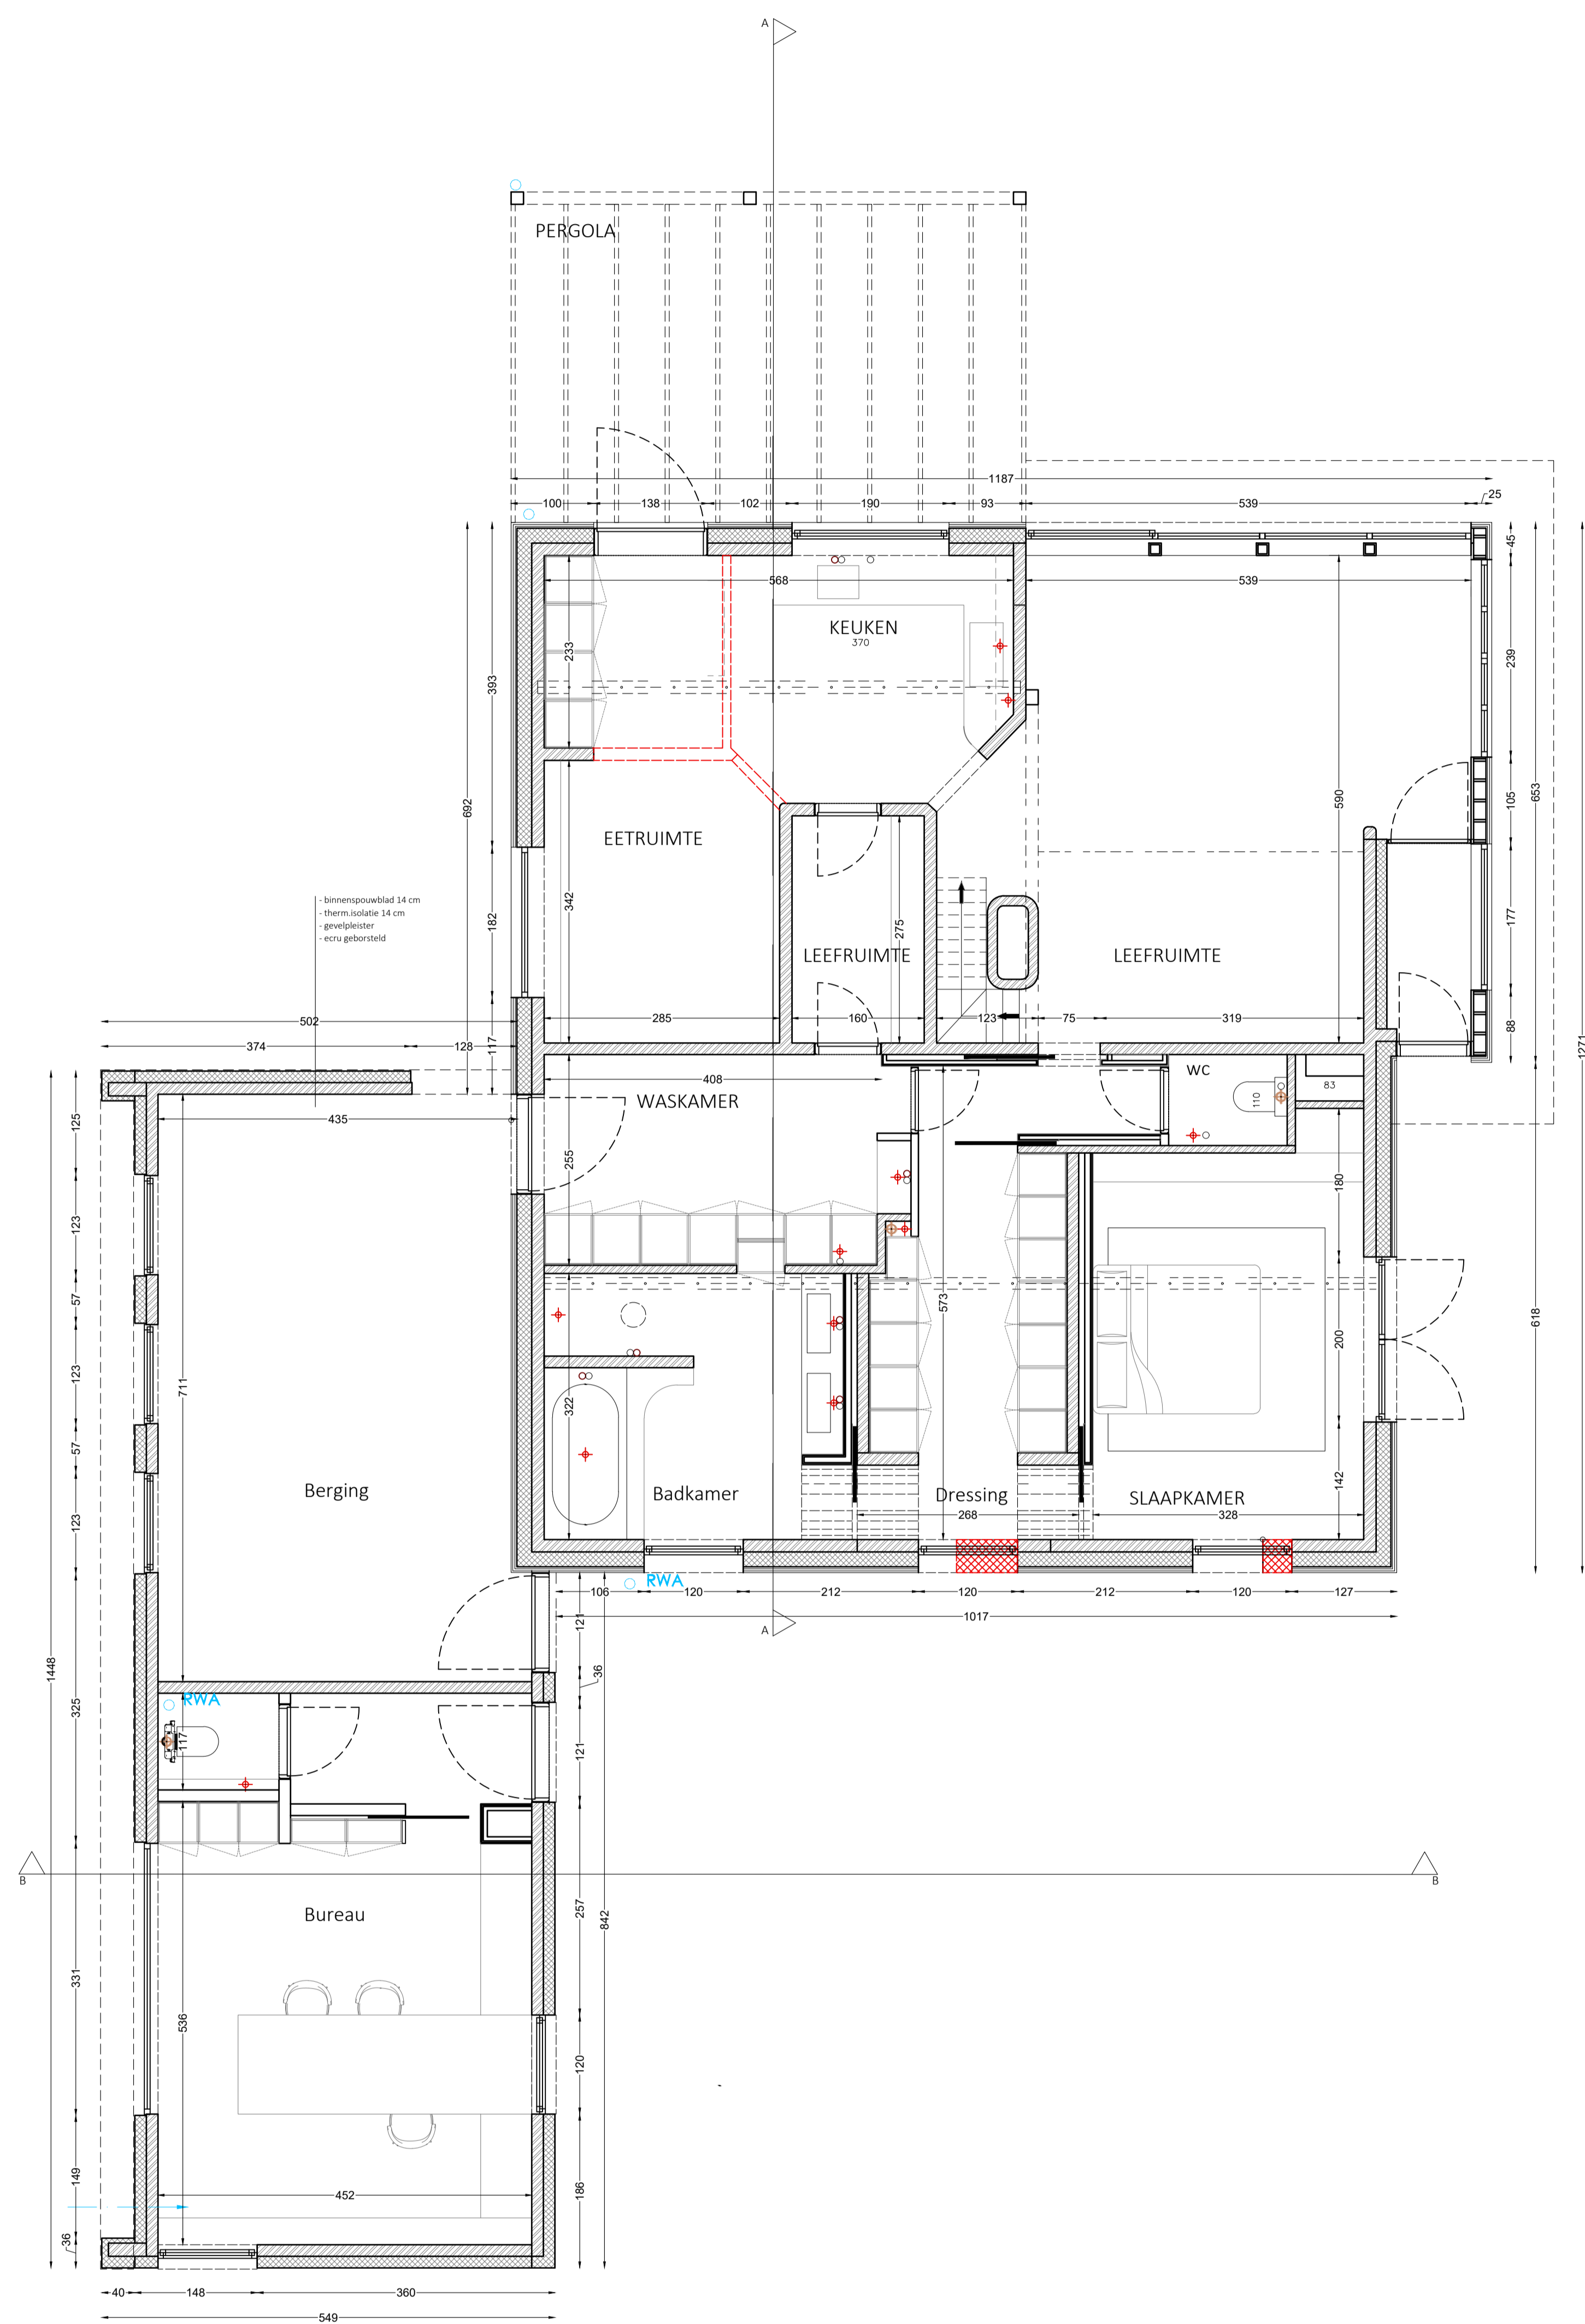 A
PERGOLA
1187
100 138 102 190 93 539 25
568
539
45
KEUKEN
370
233
239
393
692
590
105
653
1271
EETRUIMTE
342
182
275
177
- binnenspouwblad 14 cm
- therm.isolatie 14 cm
- gevelpleister
- ecru geborsteld
LEEFRUIMTE
LEEFRUIMTE
502
285
160
123
75
319
88
374
128
117
408
WC
83
110
WASKAMER
435
125
255
180
123
57
573
200
618
123
711
322
57
142
123
Berging
Badkamer
Dressing
SLAAPKAMER
268
328
RWA
106 120 212 120 212 120 127
1017
A
121
36
1448
325
RWA
117
121
B
B
Bureau
257
842
331
536
120
149
452
186
36
40 148 360
549